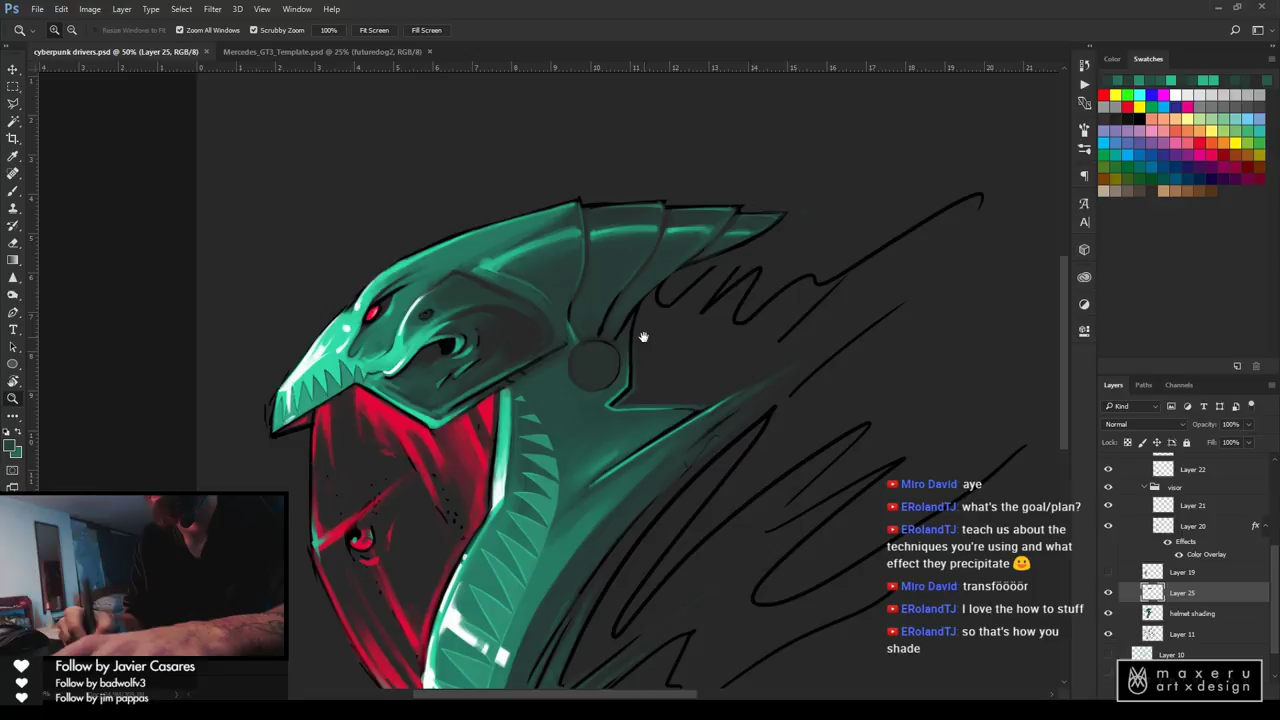 Ps File Edit Image Layer Type Select Filter 3D View Window Help
Resize Windows to Fit Zoom All Windows Scrubby Zoom 100% Fit Screen Fill Screen
cyberpunk drivers.psd @ 50% (Layer 25, RGB/8) × Mercedes_GT3_Template.psd @ 25% (futuredog2, RGB/8) ×
Color Swatches
Layers Paths Channels
Kind
Normal Opacity: 100%
Lock: Fill: 100%
Layer 22
visor
Layer 21
Layer 20 fx
Effects
Color Overlay
Layer 19
Layer 25
helmet shading
Layer 11
Layer 10
Miro David aye
ERolandTJ what's the goal/plan?
ERolandTJ teach us about the
techniques you're using and what
effect they precipitate
Miro David transföööör
ERolandTJ I love the how to stuff
ERolandTJ so that's how you
shade
Follow by Javier Casares
Follow by badwolfv3
Follow by jim pappas
maxeru
art x design